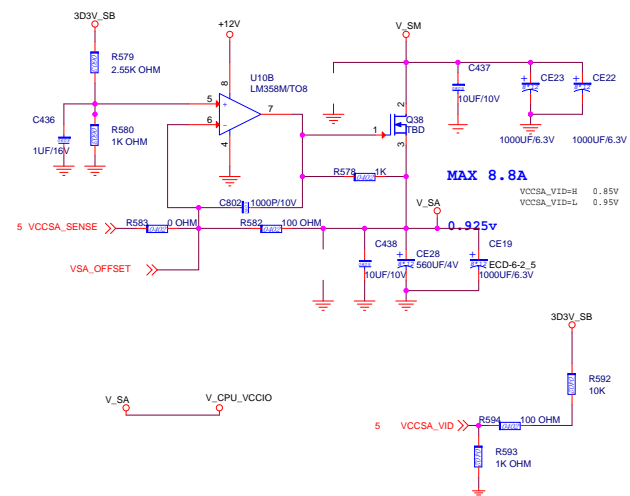 3D3V_SB
+12V
V_SM
R579
2.55K OHM
U10B
LM358M/TO8
C437
CE23
CE22
8
5
+
7
6
-
4
2
Q38
TBD
1
3
10UF/10V
+
+
C436
R580
1K OHM
1UF/16V
1000UF/6.3V
1000UF/6.3V
R578
1K
MAX 8.8A
VCCSA_VID=H 0.85V
VCCSA_VID=L 0.95V
C802
1000P/10V
V_SA
5 VCCSA_SENSE
R583
0 OHM
R582
100 OHM
0.925v
C438
CE28
CE19
+
+
560UF/4V
ECD-6-2_5
10UF/10V
1000UF/6.3V
VSA_OFFSET
3D3V_SB
R592
10K
V_SA
V_CPU_VCCIO
5 VCCSA_VID
R594
100 OHM
R593
1K OHM